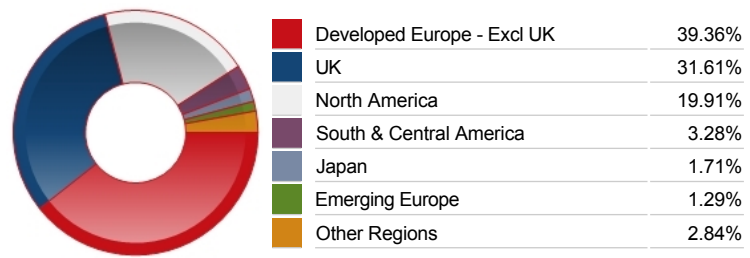 Developed Europe - Excl UK 39.36%
UK 31.61%
North America 19.91%
South & Central America 3.28%
Japan 1.71%
Emerging Europe 1.29%
Other Regions 2.84%